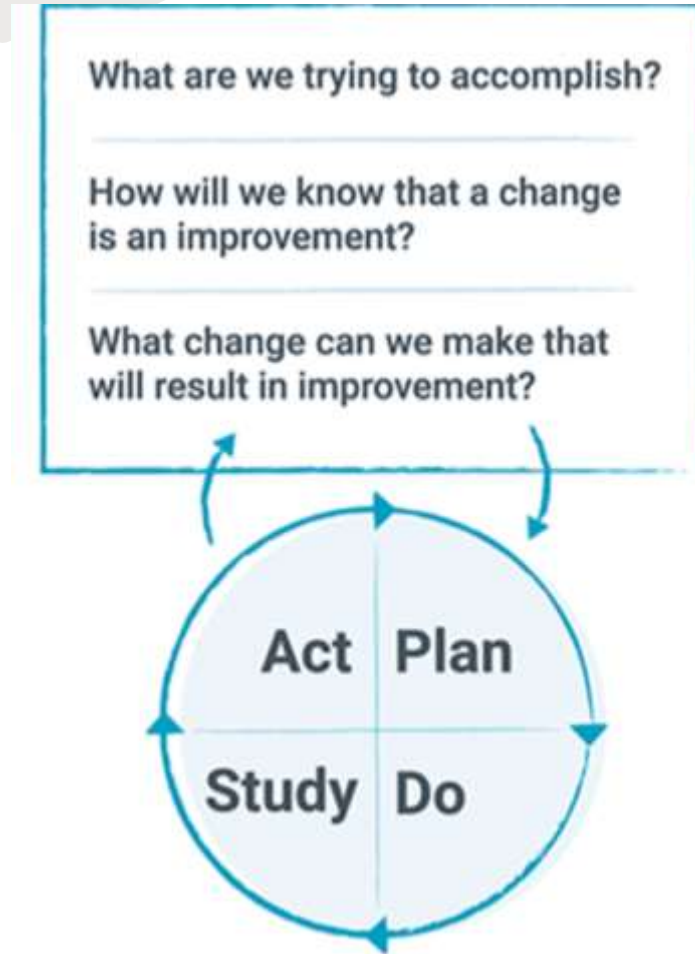 What are we trying to accomplish?
How will we know that a change
is an improvement?
What change can we make that
will result in improvement?
Act Plan
Study Do